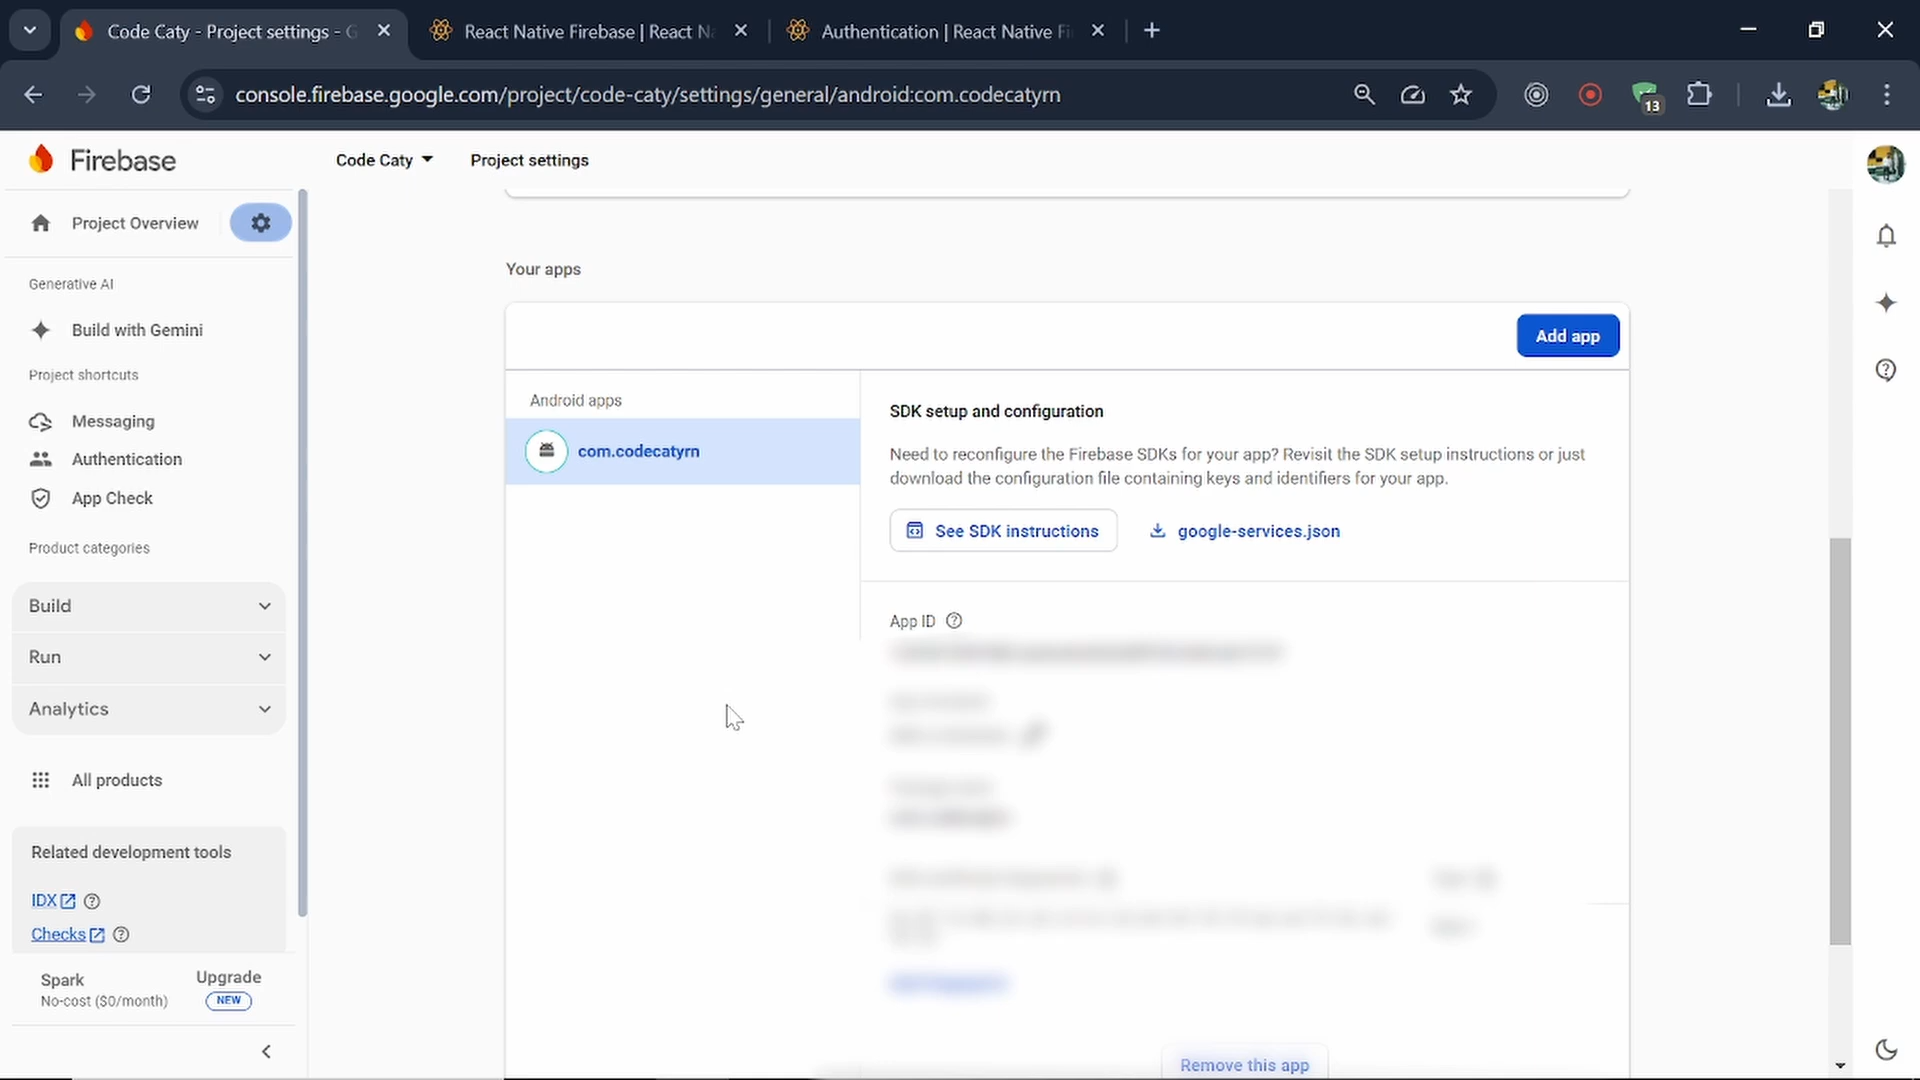 Code Caty - Project settings - G
React Native Firebase | React Na
Authentication | React Native Fi
console.firebase.google.com/project/code-caty/settings/general/android:com.codecatyrn
13
Firebase
Code Caty
Project settings
Project Overview
Generative AI
Build with Gemini
Project shortcuts
Messaging
Authentication
App Check
Product categories
Build
Run
Analytics
All products
Related development tools
IDX
Checks
Spark
No-cost ($0/month)
Upgrade
NEW
Your apps
Add app
Android apps
com.codecatyrn
SDK setup and configuration
Need to reconfigure the Firebase SDKs for your app? Revisit the SDK setup instructions or just
download the configuration file containing keys and identifiers for your app.
See SDK instructions
google-services.json
App ID
Remove this app